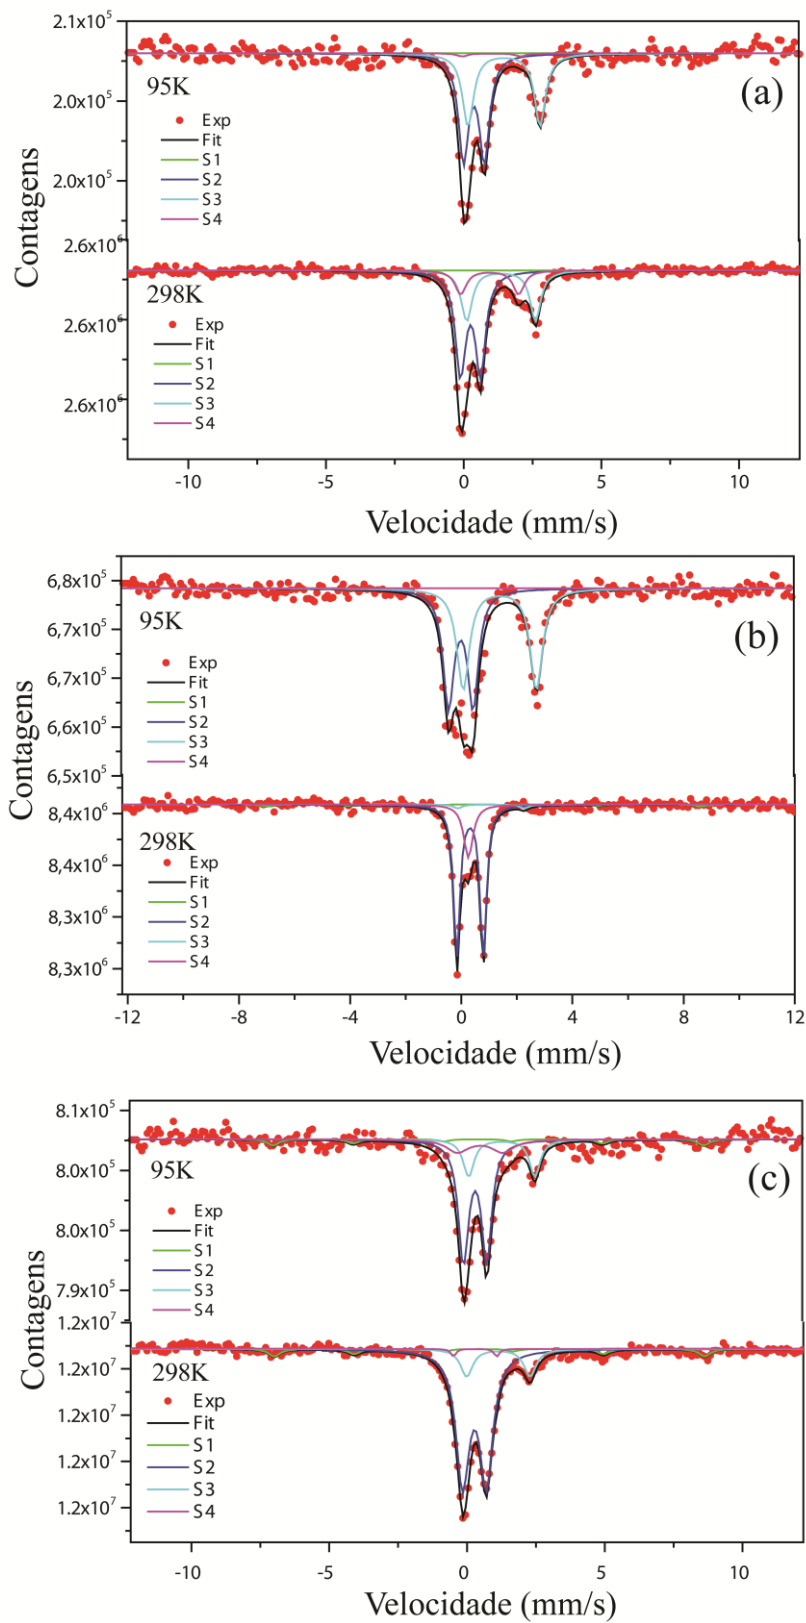 2.1x10⁵
95K
(a)
2.0x10⁵
Exp
Fit
S1
2.0x10⁵
S2
S3
S4
Contagens
2.6x10⁶
298K
2.6x10⁶
Exp
Fit
S1
S2
2.6x10⁶
S3
S4
-10 -5 0 5 10
Velocidade (mm/s)
6,8x10⁵
95K
(b)
6,7x10⁵
Exp
6,7x10⁵
Fit
S1
6,6x10⁵
S2
S3
S4
6,5x10⁵
Contagens
8,4x10⁶
298K
8,4x10⁶
Exp
Fit
S1
8,3x10⁶
S2
S3
8,3x10⁶
S4
-12 -8 -4 0 4 8 12
Velocidade (mm/s)
8.1x10⁵
95K
(c)
8.0x10⁵
Exp
8.0x10⁵
Fit
S1
S2
7.9x10⁵
S3
S4
Contagens
1.2x10⁷
298K
1.2x10⁷
Exp
1.2x10⁷
Fit
S1
1.2x10⁷
S2
S3
1.2x10⁷
S4
-10 -5 0 5 10
Velocidade (mm/s)